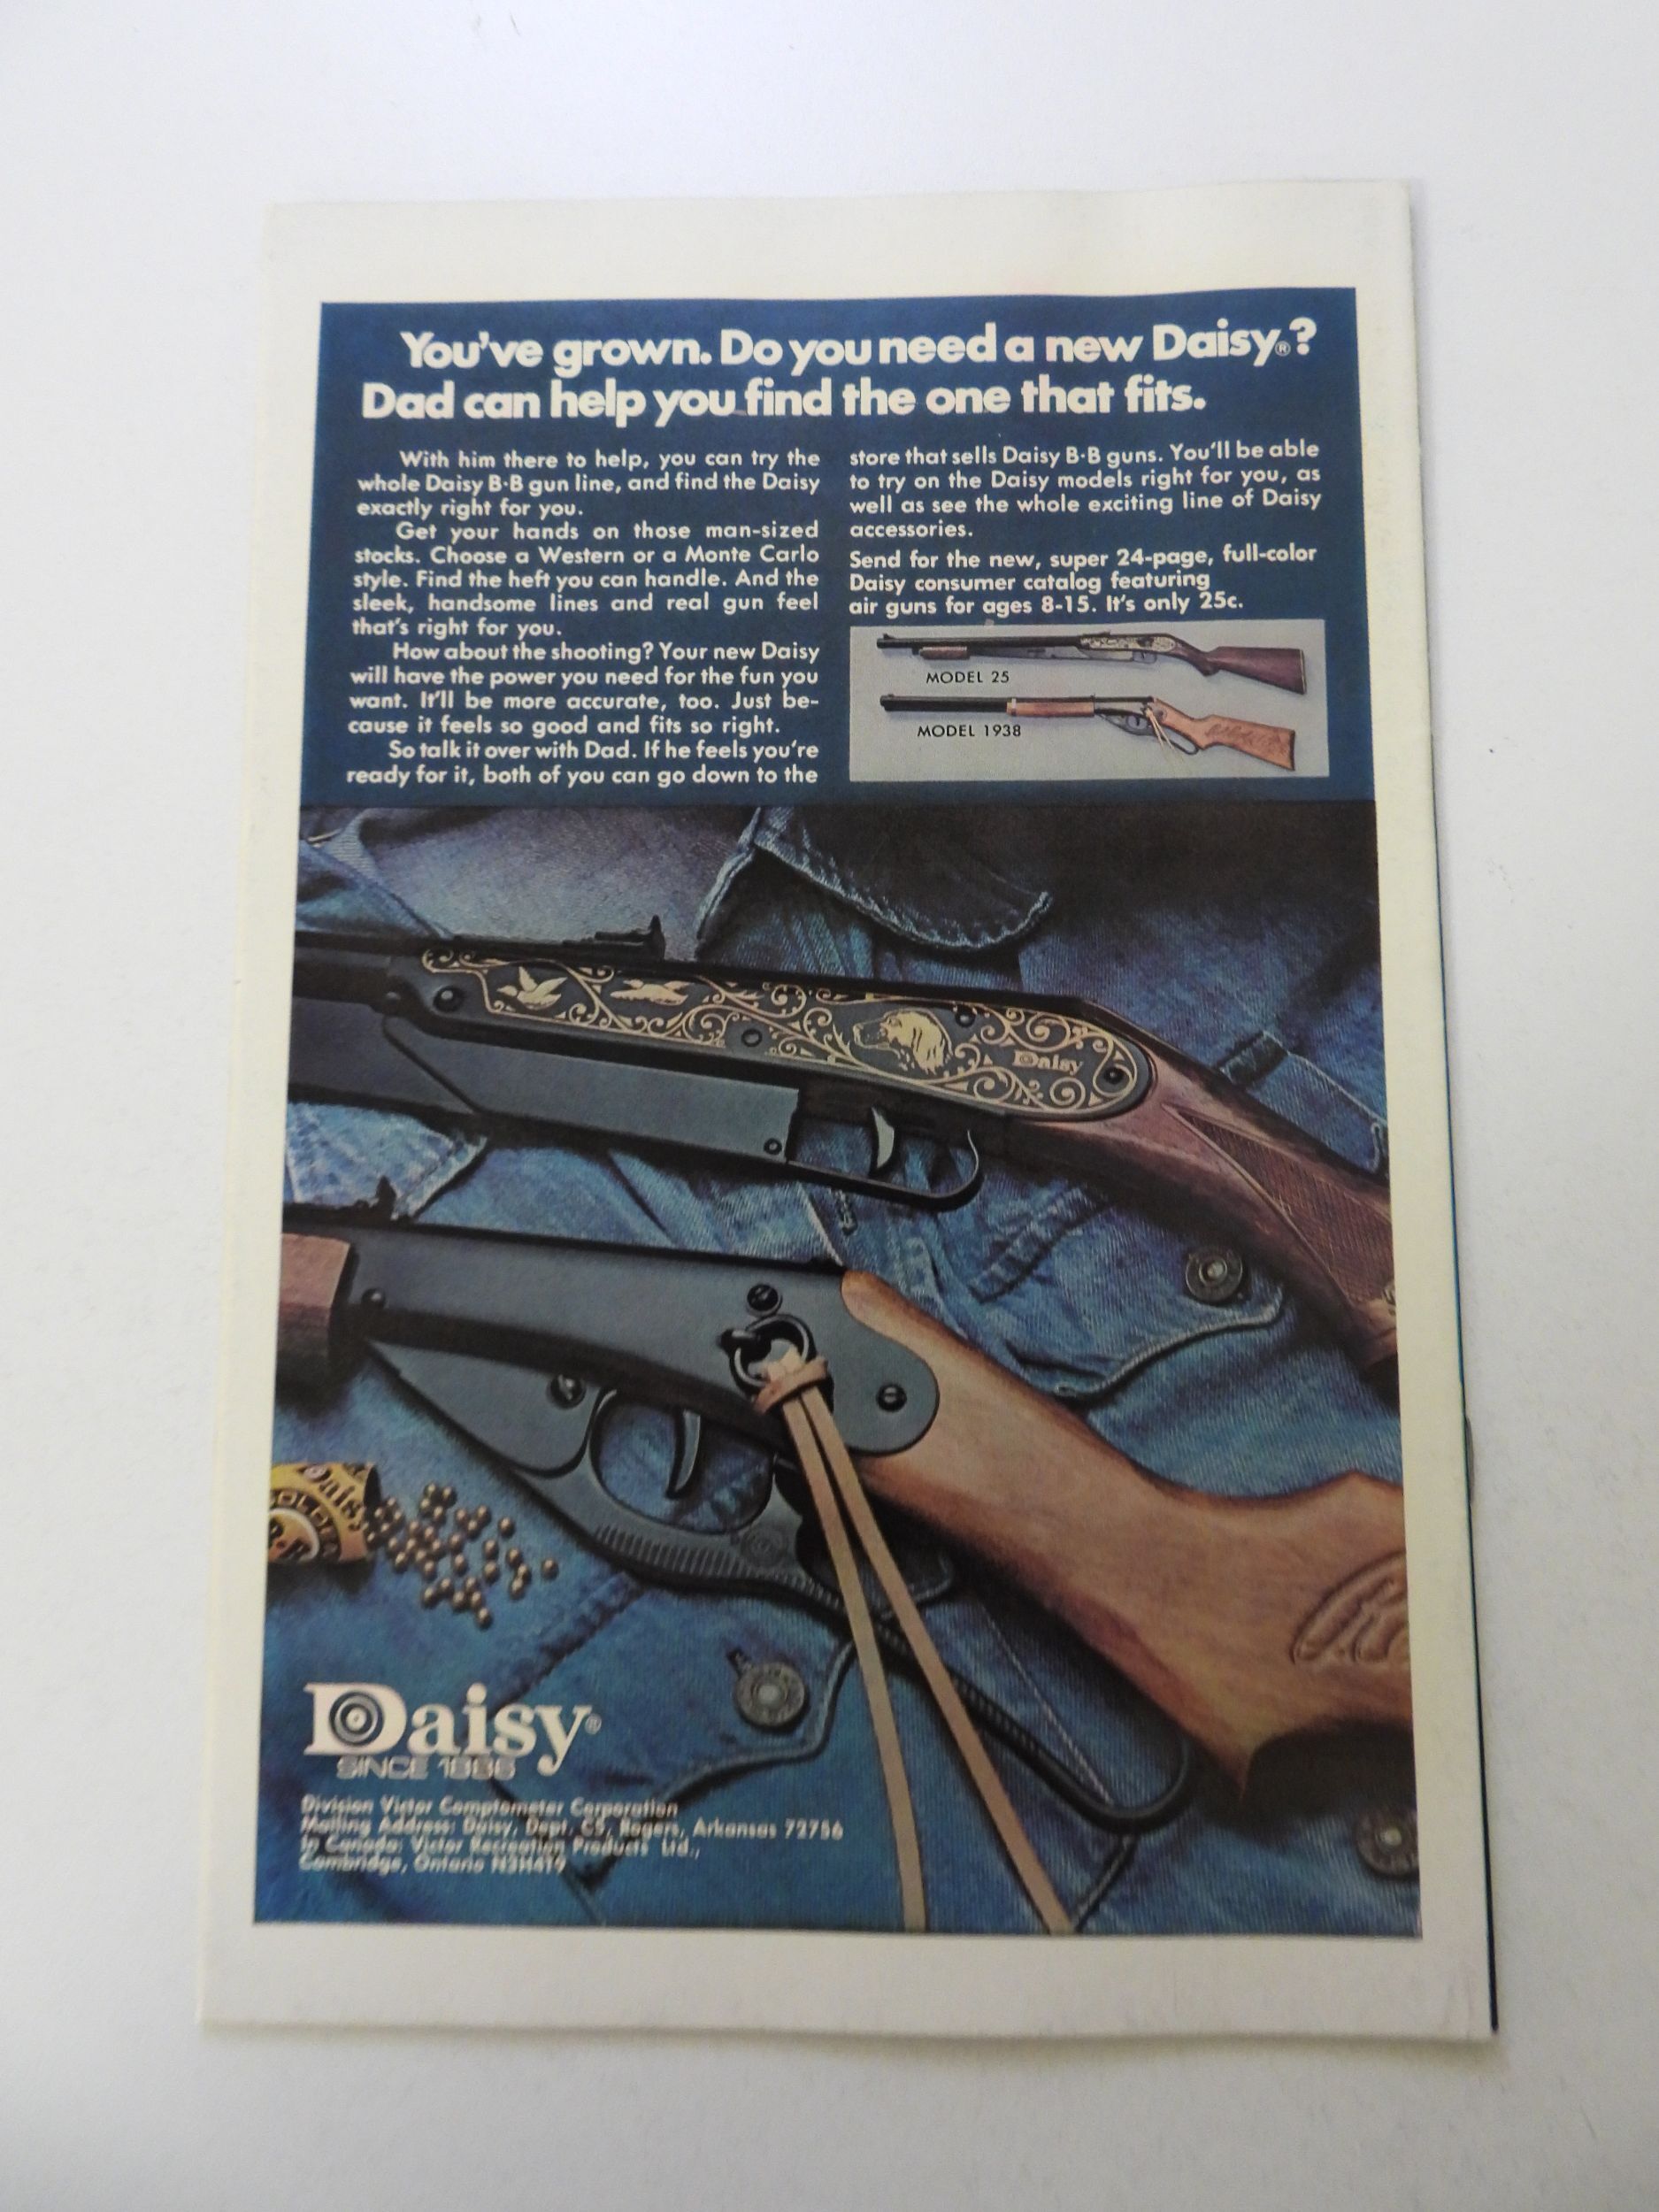 You've grown. Do you need a new Daisy®?
Dad can help you find the one that fits.
With him there to help, you can try the
whole Daisy B·B gun line, and find the Daisy
exactly right for you.
Get your hands on those man-sized
stocks. Choose a Western or a Monte Carlo
style. Find the heft you can handle. And the
sleek, handsome lines and real gun feel
that's right for you.
How about the shooting? Your new Daisy
will have the power you need for the fun you
want. It'll be more accurate, too. Just be-
cause it feels so good and fits so right.
So talk it over with Dad. If he feels you're
ready for it, both of you can go down to the
store that sells Daisy B·B guns. You'll be able
to try on the Daisy models right for you, as
well as see the whole exciting line of Daisy
accessories.
Send for the new, super 24-page, full-color
Daisy consumer catalog featuring
air guns for ages 8-15. It's only 25c.
MODEL 25
MODEL 1938
Daisy
Daisy
Daisy®
SINCE 1886
Division Victor Comptometer Corporation
Mailing Address: Daisy, Dept. CS, Rogers, Arkansas 72756
In Canada: Victor Recreation Products Ltd.,
Cambridge, Ontario N3H4T9